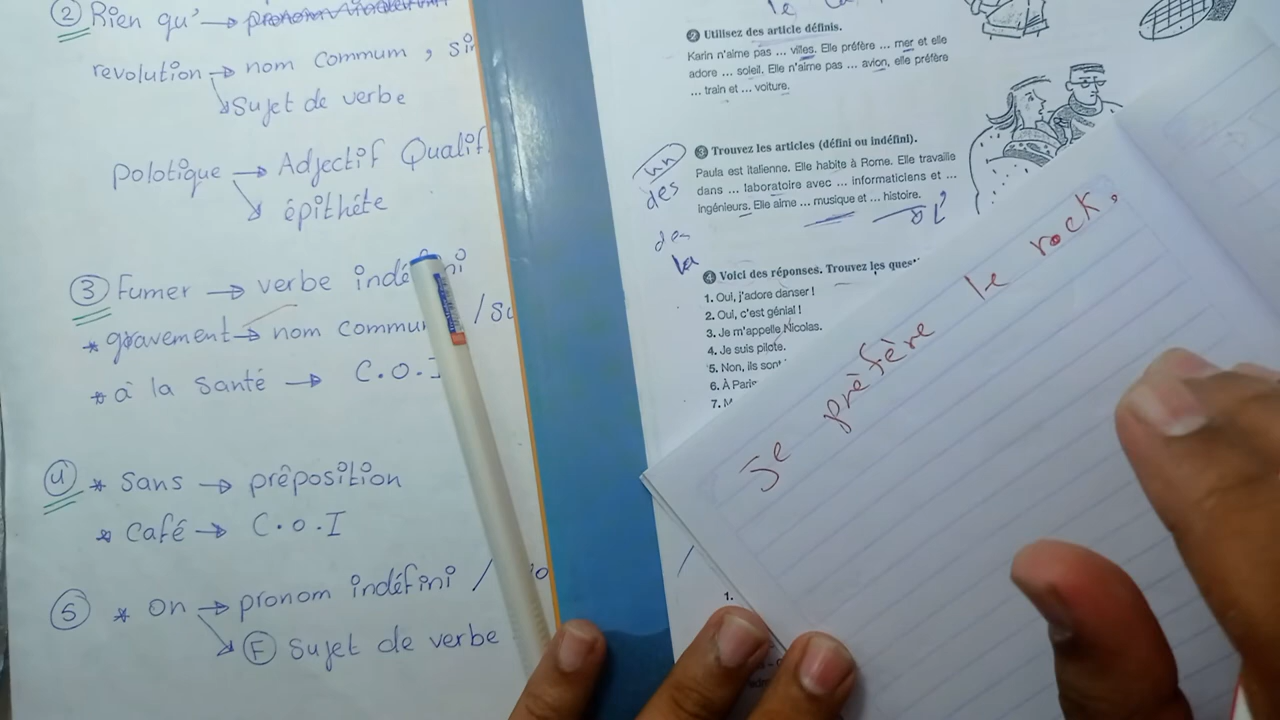 2 Rien qu' →
revolution → nom commum , si
↘ Sujet de verbe
Polotique → Adjectif Qualif
↘ épithéte
3 Fumer → verbe indéfini
* gravement → nom commun /su
* à la Santé → C.O.I
4 * Sans → prêposition
* Café → C.O.I
5 * On → pronom indéfini /
↘ F Sujet de verbe
2 Utilisez des article définis.
Karin n'aime pas ... villes. Elle préfère ... mer et elle
adore ... soleil. Elle n'aime pas ... avion, elle préfère
... train et ... voiture.
un
des
de
la
3 Trouvez les articles (défini ou indéfini).
Paula est italienne. Elle habite à Rome. Elle travaille
dans ... laboratoire avec ... informaticiens et ...
ingénieurs. Elle aime ... musique et ... histoire.
4 Voici des réponses. Trouvez les ques
1. Oui, j'adore danser !
2. Oui, c'est génial !
3. Je m'appelle Nicolas.
4. Je suis pilote.
5. Non, ils sont
6. À Paris
7. M
1.
Je préfère le rock.